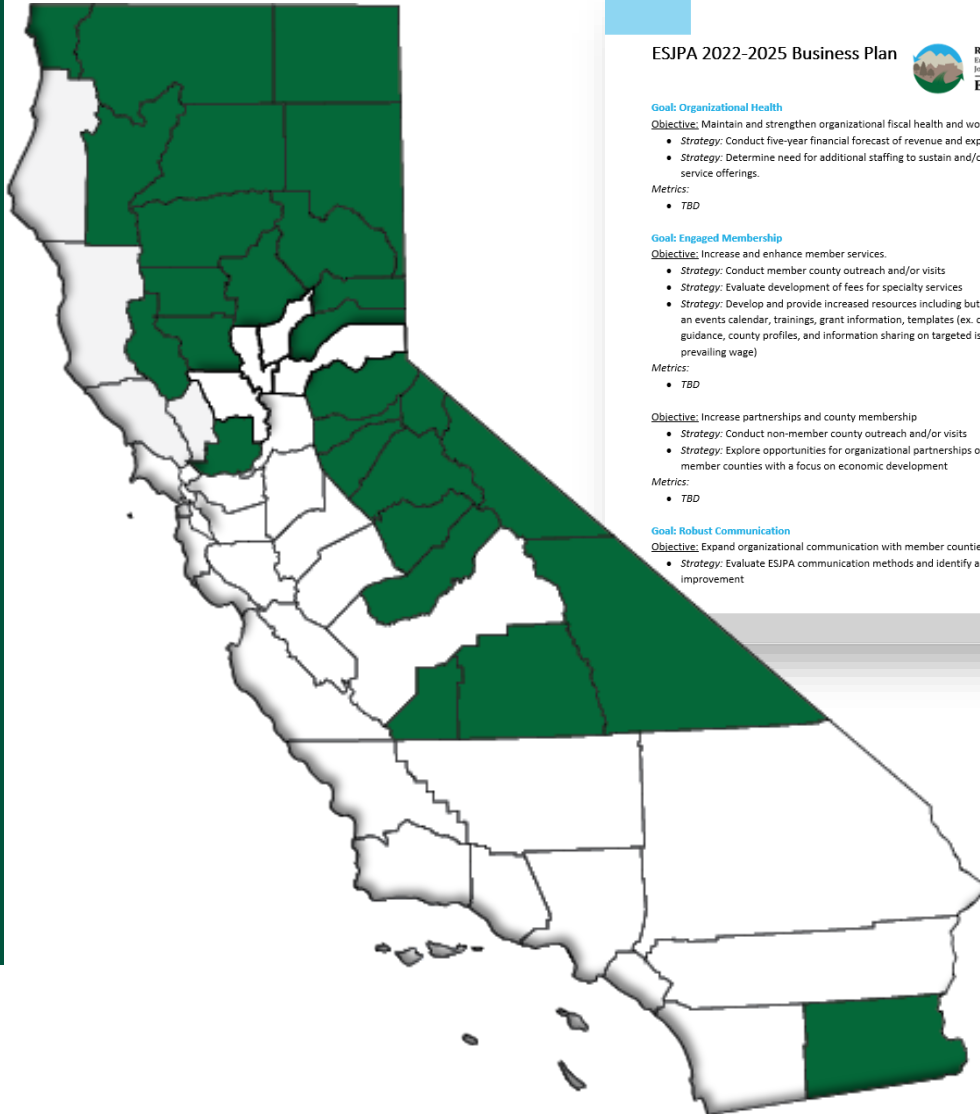 ESJPA 2022-2025 Business Plan
Goal: Organizational Health
Objective: Maintain and strengthen organizational fiscal health and
• Strategy: Conduct five-year financial forecast of revenue and
• Strategy: Determine need for additional staffing to sustain and/
service offerings.
Metrics:
• TBD
Goal: Engaged Membership
Objective: Increase and enhance member services.
• Strategy: Conduct member county outreach and/or visits
• Strategy: Evaluate development of fees for specialty services
• Strategy: Develop and provide increased resources including but
an events calendar, trainings, grant information, templates (ex.
guidance, county profiles, and information sharing on targeted
prevailing wage)
Metrics:
• TBD
Objective: Increase partnerships and county membership
• Strategy: Conduct non-member county outreach and/or visits
• Strategy: Explore opportunities for organizational partnerships
member counties with a focus on economic development
Metrics:
• TBD
Goal: Robust Communication
Objective: Expand organizational communication with member counties
• Strategy: Evaluate ESJPA communication methods and identify
improvement